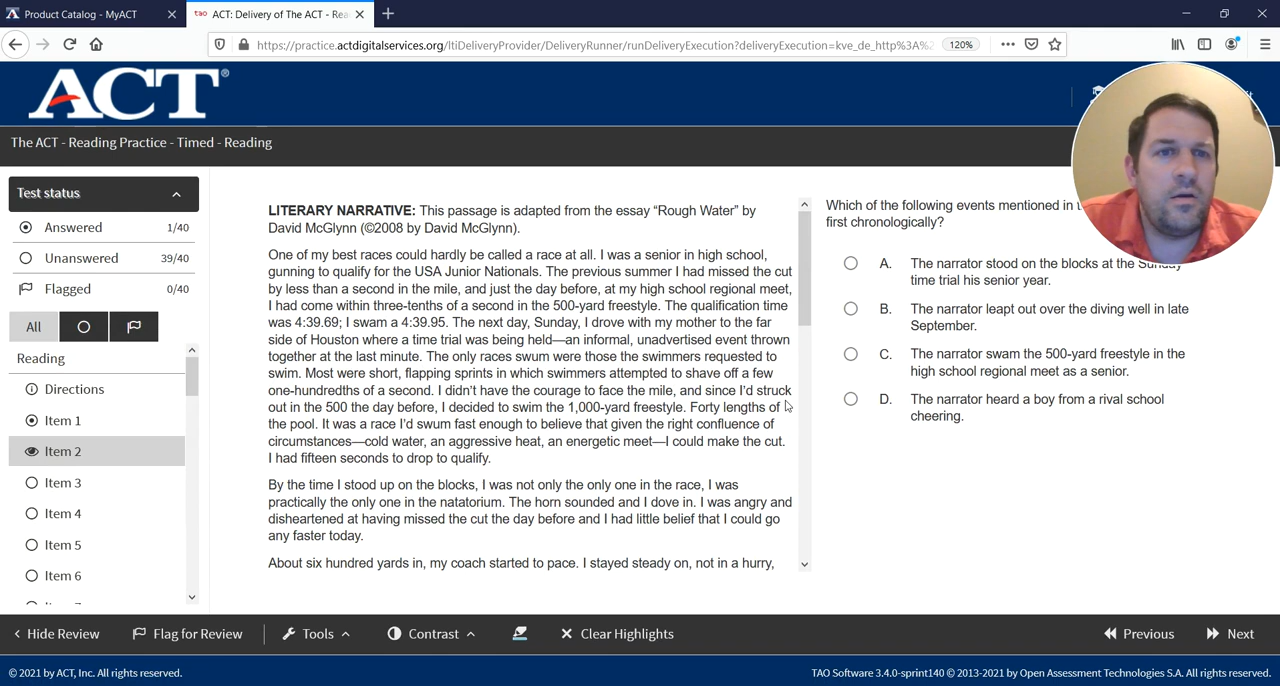 Product Catalog - MyACT
tao ACT: Delivery of The ACT - Rea
https://practice.actdigitalservices.org/ltiDeliveryProvider/DeliveryRunner/runDeliveryExecution?deliveryExecution=kve_de_http%3A%2
120%
ACT®
The ACT - Reading Practice - Timed - Reading
Test status
Answered 1/40
Unanswered 39/40
Flagged 0/40
All
Reading
Directions
Item 1
Item 2
Item 3
Item 4
Item 5
Item 6
LITERARY NARRATIVE: This passage is adapted from the essay “Rough Water” by
David McGlynn (©2008 by David McGlynn).
One of my best races could hardly be called a race at all. I was a senior in high school,
gunning to qualify for the USA Junior Nationals. The previous summer I had missed the cut
by less than a second in the mile, and just the day before, at my high school regional meet,
I had come within three-tenths of a second in the 500-yard freestyle. The qualification time
was 4:39.69; I swam a 4:39.95. The next day, Sunday, I drove with my mother to the far
side of Houston where a time trial was being held—an informal, unadvertised event thrown
together at the last minute. The only races swum were those the swimmers requested to
swim. Most were short, flapping sprints in which swimmers attempted to shave off a few
one-hundredths of a second. I didn’t have the courage to face the mile, and since I’d struck
out in the 500 the day before, I decided to swim the 1,000-yard freestyle. Forty lengths of
the pool. It was a race I’d swum fast enough to believe that given the right confluence of
circumstances—cold water, an aggressive heat, an energetic meet—I could make the cut.
I had fifteen seconds to drop to qualify.
By the time I stood up on the blocks, I was not only the only one in the race, I was
practically the only one in the natatorium. The horn sounded and I dove in. I was angry and
disheartened at having missed the cut the day before and I had little belief that I could go
any faster today.
About six hundred yards in, my coach started to pace. I stayed steady on, not in a hurry,
Which of the following events mentioned in
first chronologically?
A. The narrator stood on the blocks at the Sunday
time trial his senior year.
B. The narrator leapt out over the diving well in late
September.
C. The narrator swam the 500-yard freestyle in the
high school regional meet as a senior.
D. The narrator heard a boy from a rival school
cheering.
Hide Review
Flag for Review
Tools
Contrast
Clear Highlights
Previous
Next
© 2021 by ACT, Inc. All rights reserved.
TAO Software 3.4.0-sprint140 © 2013-2021 by Open Assessment Technologies S.A. All rights reserved.